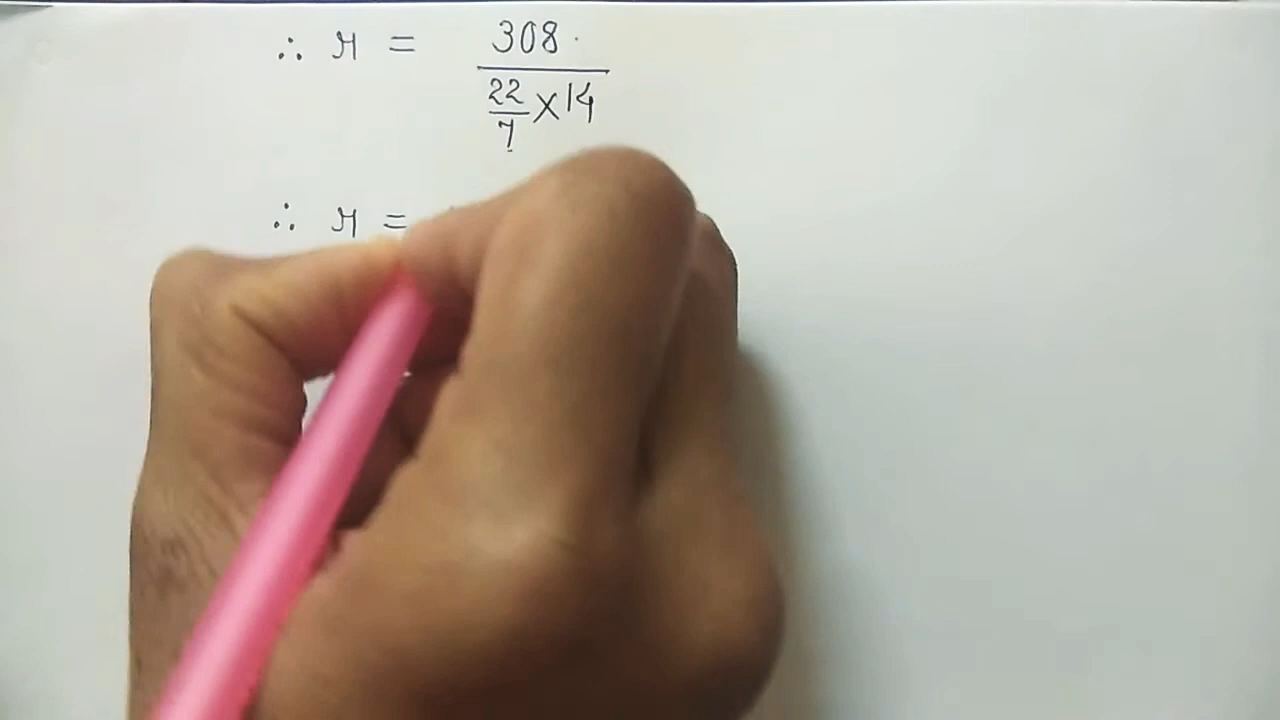 ∴ r = 308 / (22/7 × 14)
∴ r =